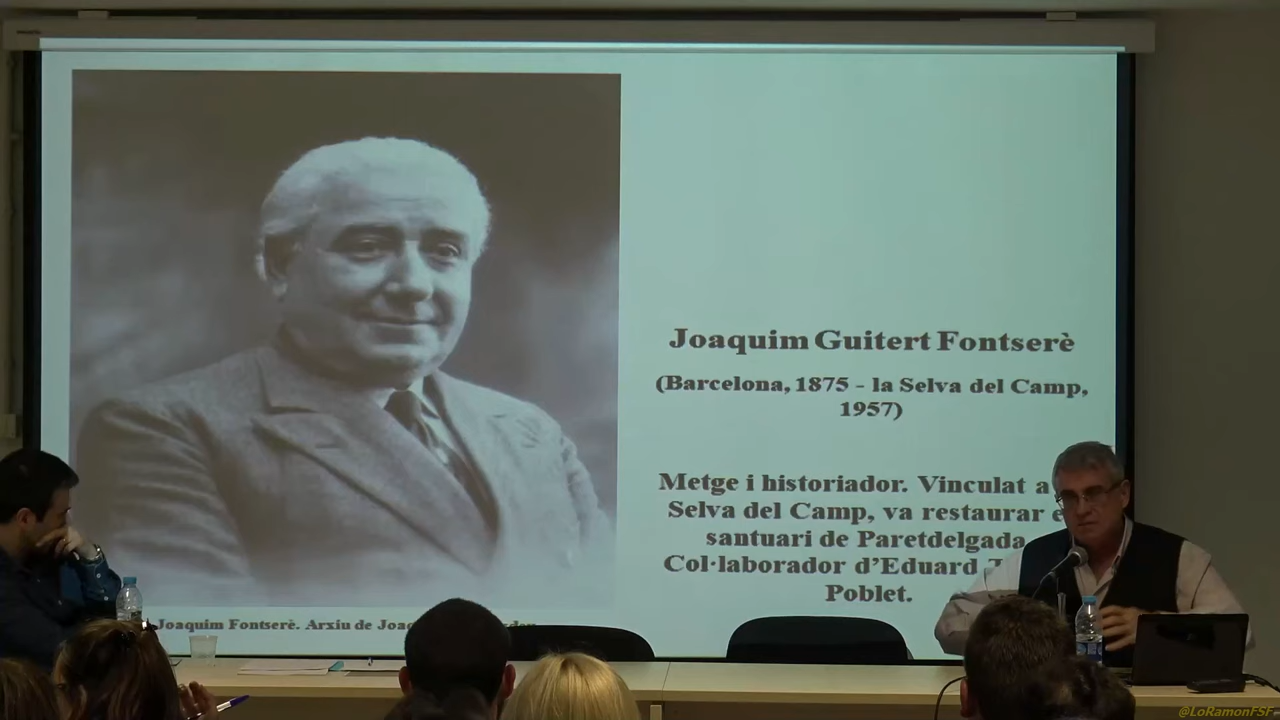 Joaquim Guitert Fontserè
(Barcelona, 1875 - la Selva del Camp,
1957)
Metge i historiador. Vinculat a
Selva del Camp, va restaurar
santuari de Paretdelgada
Col·laborador d’Eduard
Poblet.
Joaquim Fontserè. Arxiu de
@LoRamonFSF